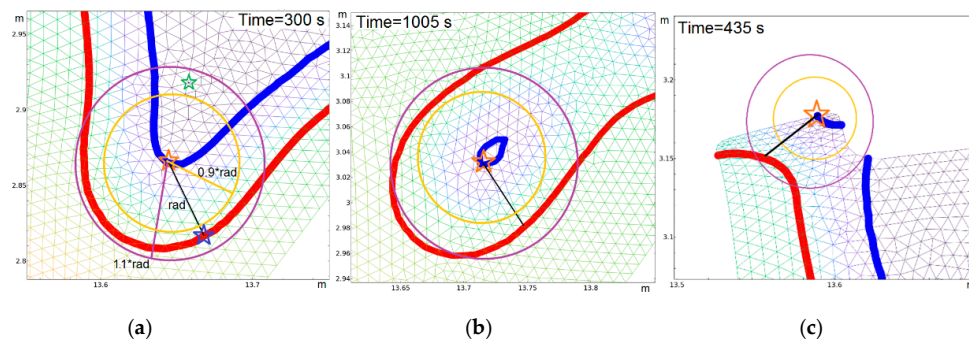 m
Time=300 s
2.95
2.9
2.85
2.8
0.9*rad
rad
1.1*rad
13.6
13.7
m
(a)
m
Time=1005 s
3.14
3.12
3.1
3.08
3.06
3.04
3.02
3
2.98
2.96
2.94
13.65
13.7
13.75
13.8
m
(b)
m
Time=435 s
3.2
3.15
3.1
13.5
13.6
(c)